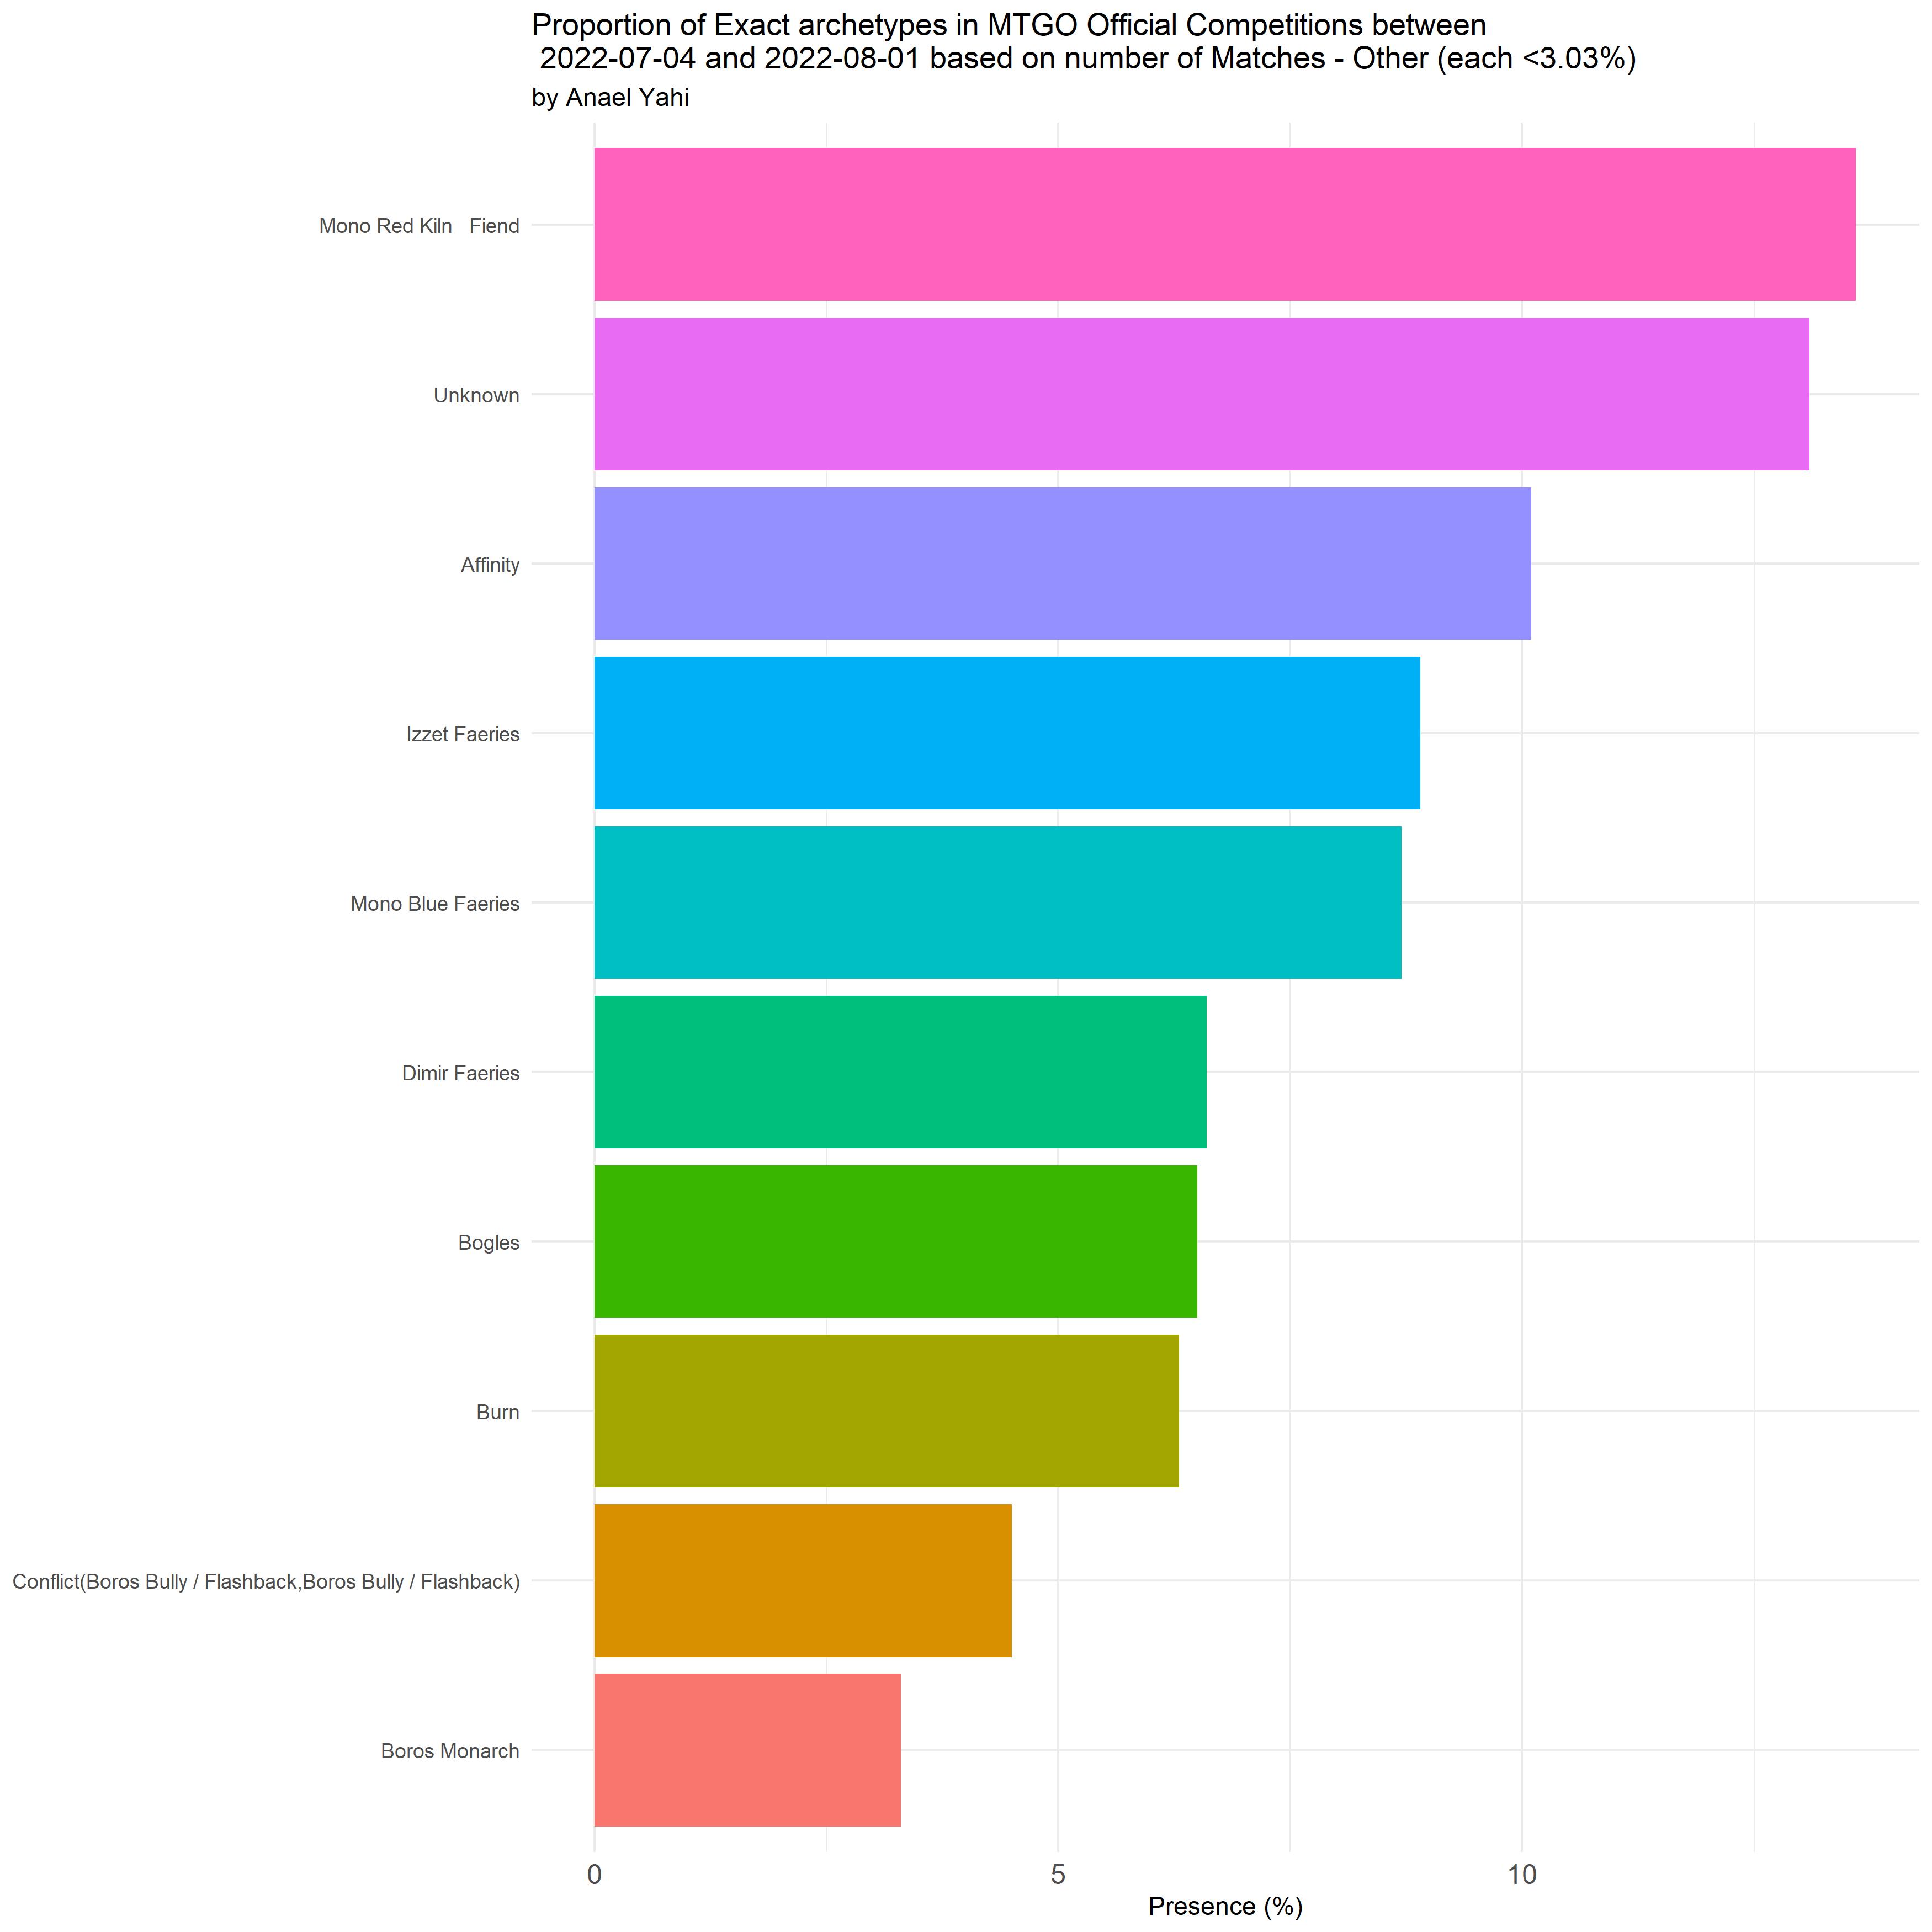 Proportion of Exact archetypes in MTGO Official Competitions between
2022-07-04 and 2022-08-01 based on number of Matches - Other (each <3.03%)
by Anael Yahi
Mono Red Kiln   Fiend
Unknown
Affinity
Izzet Faeries
Mono Blue Faeries
Dimir Faeries
Bogles
Burn
Conflict(Boros Bully / Flashback,Boros Bully / Flashback)
Boros Monarch
0 5 10
Presence (%)